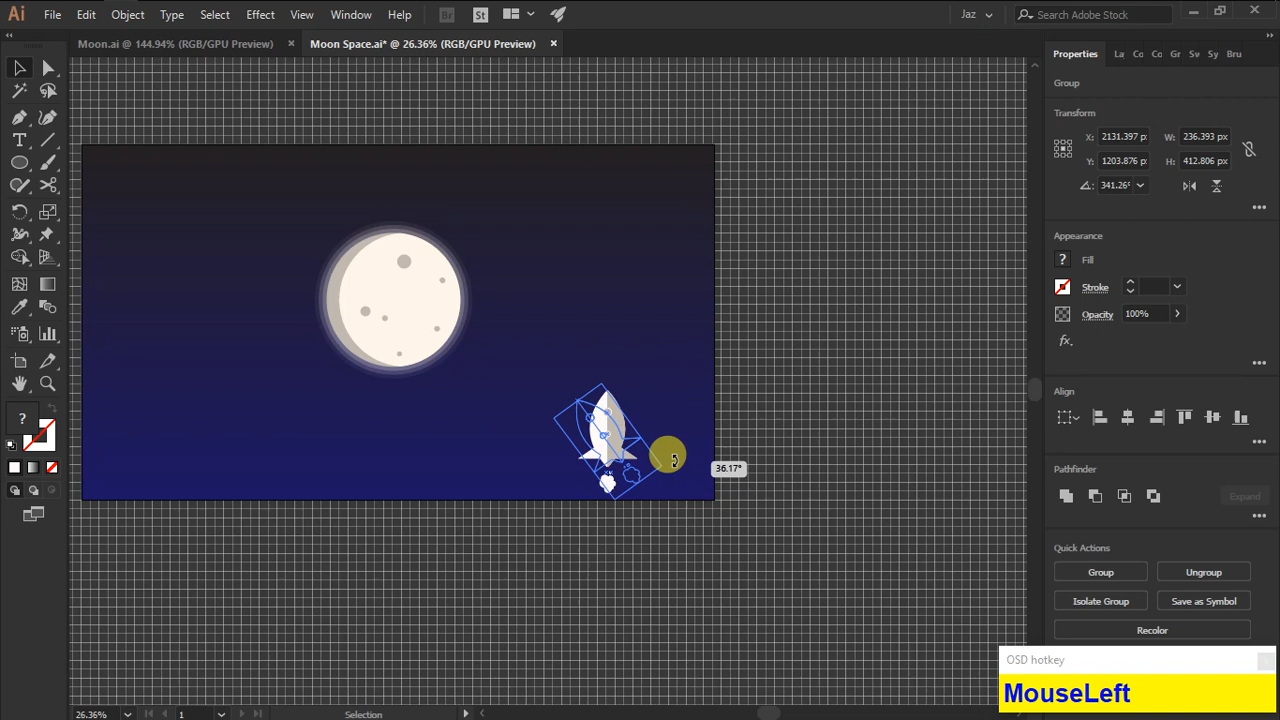 Ai File Edit Object Type Select Effect View Window Help Br St Jaz Search Adobe Stock
Moon.ai @ 144.94% (RGB/GPU Preview) × Moon Space.ai* @ 26.36% (RGB/GPU Preview) ×
Properties La Co Co Gr Sw Sy Bru
Group
Transform
X: 2131.397 px W: 236.393 px
Y: 1203.876 px H: 412.806 px
341.26°
Appearance
? Fill
Stroke
Opacity 100%
fx.
Align
Pathfinder
Expand
Quick Actions
Group Ungroup
Isolate Group Save as Symbol
Recolor
?
36.17°
OSD hotkey x
MouseLeft
26.36% 1 Selection